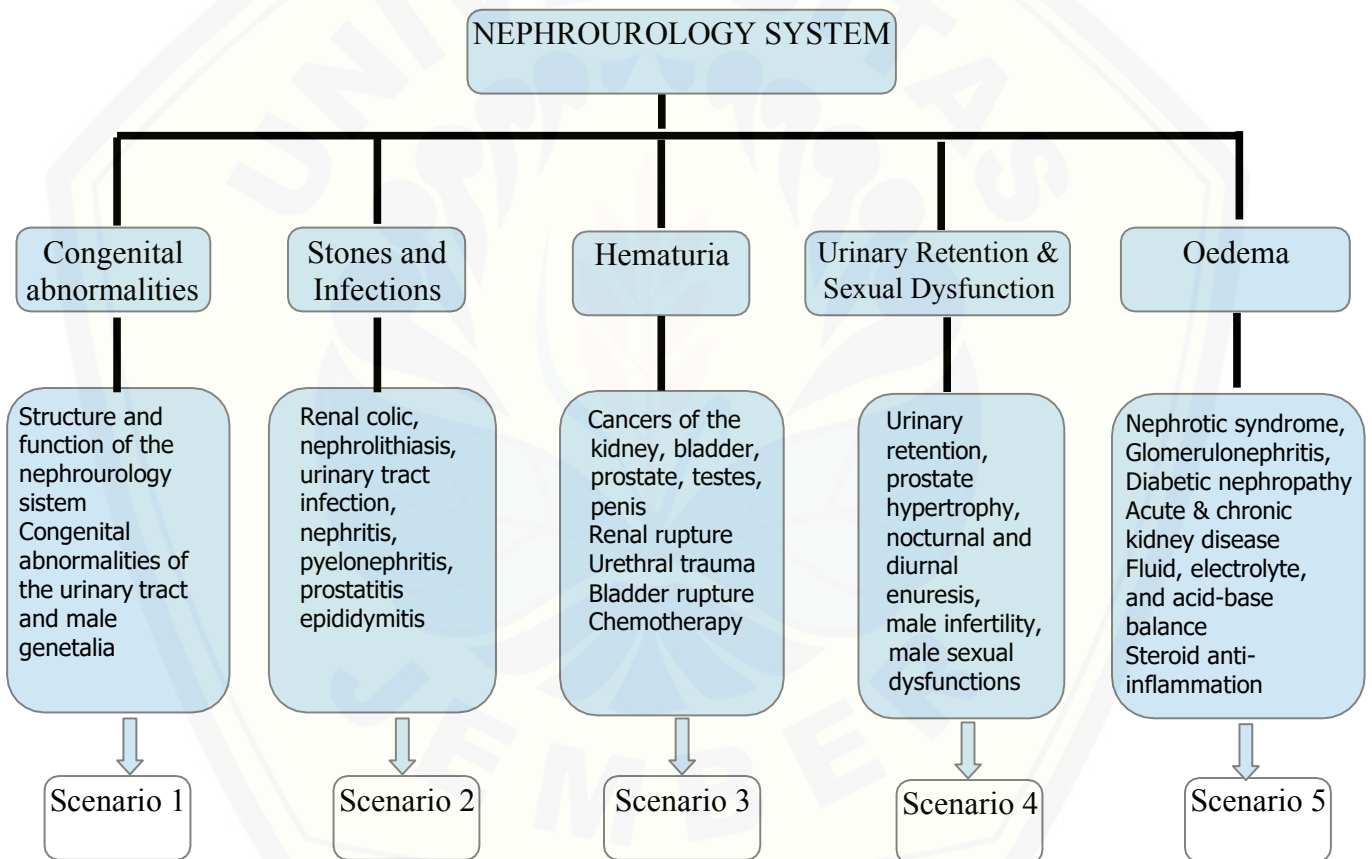 NEPHROUROLOGY SYSTEM
Congenital
abnormalities
Stones and
Infections
Hematuria
Urinary Retention &
Sexual Dysfunction
Oedema
Structure and
function of the
nephrourology
sistem
Congenital
abnormalities of
the urinary tract
and male
genetalia
Renal colic,
nephrolithiasis,
urinary tract
infection,
nephritis,
pyelonephritis,
prostatitis
epididymitis
Cancers of the
kidney, bladder,
prostate, testes,
penis
Renal rupture
Urethral trauma
Bladder rupture
Chemotherapy
Urinary
retention,
prostate
hypertrophy,
nocturnal and
diurnal
enuresis,
male infertility,
male sexual
dysfunctions
Nephrotic syndrome,
Glomerulonephritis,
Diabetic nephropathy
Acute & chronic
kidney disease
Fluid, electrolyte,
and acid-base
balance
Steroid anti-
inflammation
Scenario 1
Scenario 2
Scenario 3
Scenario 4
Scenario 5
UNIVERSITAS
JEMBER